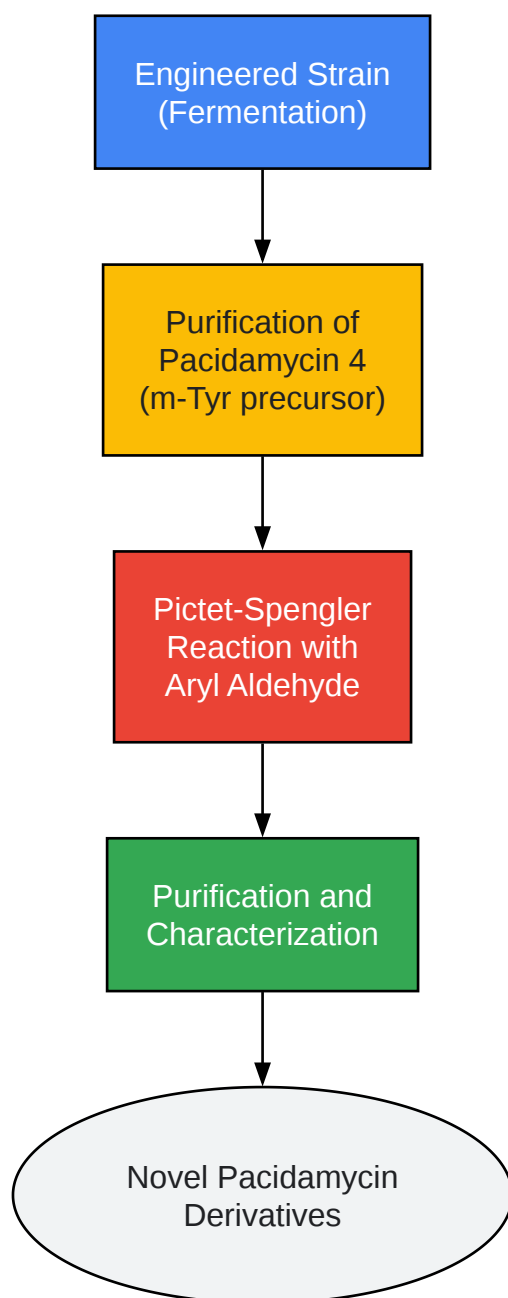 Engineered Strain
(Fermentation)
Purification of
Pacidamycin 4
(m-Tyr precursor)
Pictet-Spengler
Reaction with
Aryl Aldehyde
Purification and
Characterization
Novel Pacidamycin
Derivatives